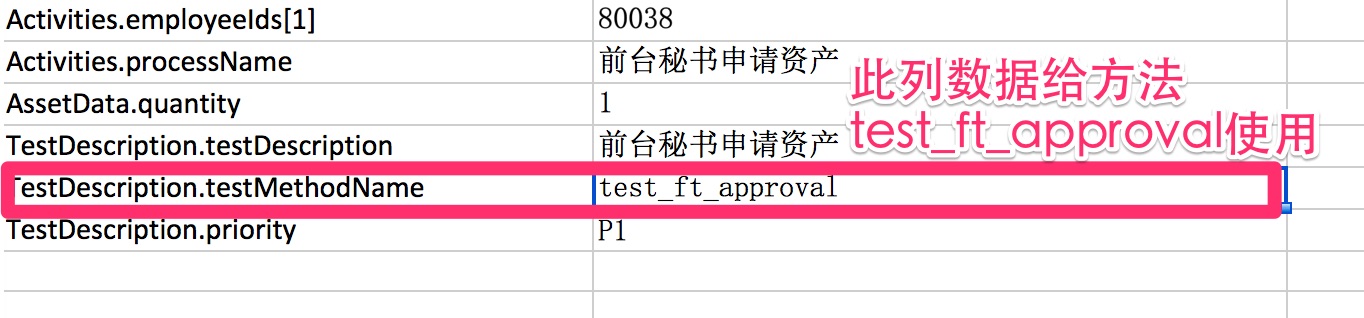 Activities.employeeIds[1] 80038
Activities.processName 前台秘书申请资产
此列数据给方法
AssetData.quantity 1
test_ft_approval使用
TestDescription.testDescription 前台秘书申请资产
TestDescription.testMethodName test_ft_approval
TestDescription.priority P1